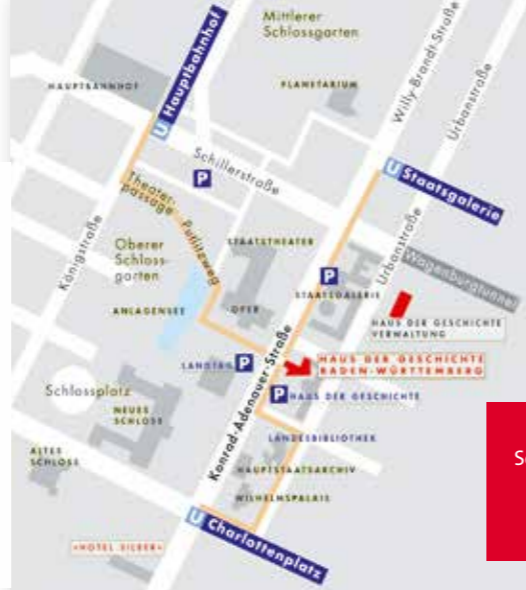 Mittlerer
Schlossgarten
HAUPTBAHNHOF
U Hauptbahnhof
PLANETARIUM
Willy-Brandt-Straße
Urbanstraße
Schillerstraße
P
U Staatsgalerie
Theater-
passage
Puttlitzweg
Königstraße
Oberer
Schloss-
garten
STAATSTHEATER
Urbanstraße
Wagenburgtunnel
P
STAATSGALERIE
ANLAGENSEE
OPER
HAUS DER GESCHICHTE
VERWALTUNG
LANDTAG
P
HAUS DER GESCHICHTE
BADEN-WÜRTTEMBERG
Konrad-Adenauer-Straße
Schlossplatz
P
HAUS DER GESCHICHTE
NEUES
SCHLOSS
LANDESBIBLIOTHEK
ALTES
SCHLOSS
HAUPTSTAATSARCHIV
WILHELMSPALAIS
U Charlottenplatz
»HOTEL SILBER«